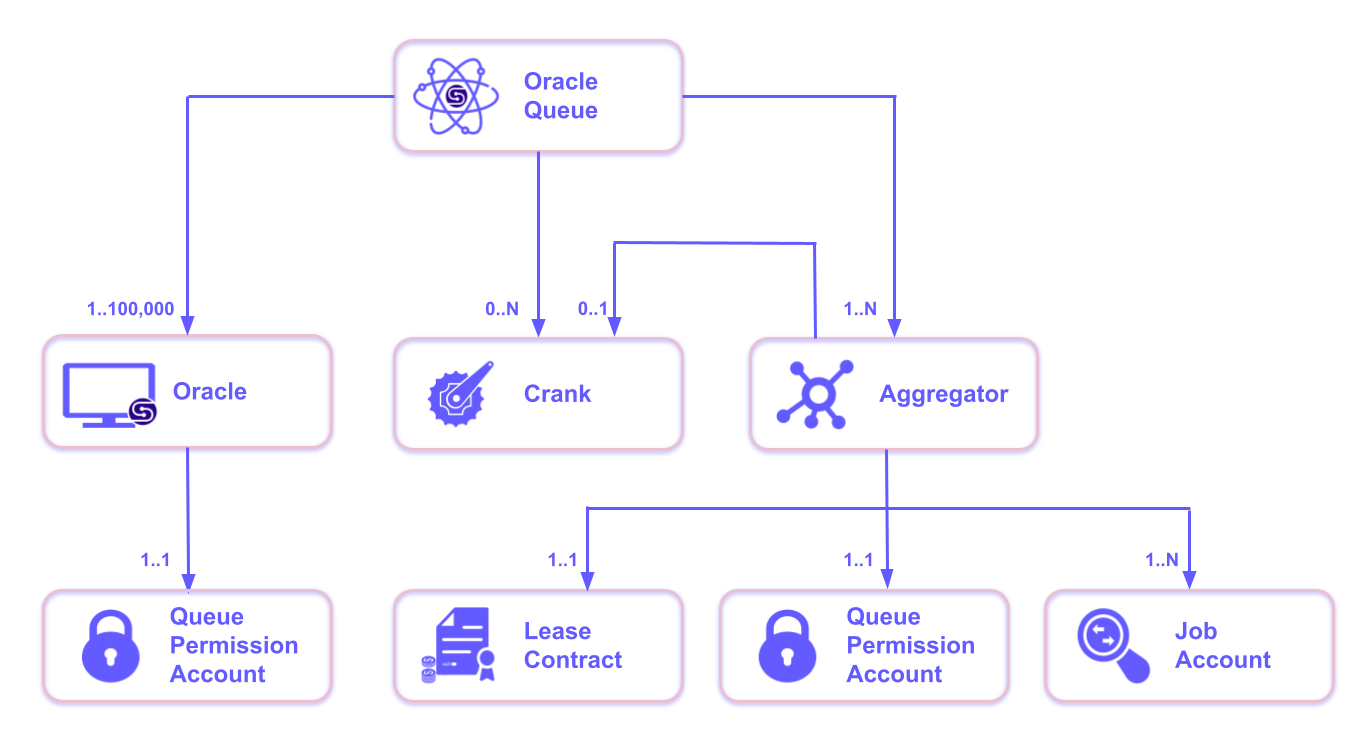 Oracle
Queue
1..100,000
0..N
0..1
1..N
Oracle
Crank
Aggregator
1..1
1..1
1..1
1..N
Queue
Permission
Account
Lease
Contract
Queue
Permission
Account
Job
Account